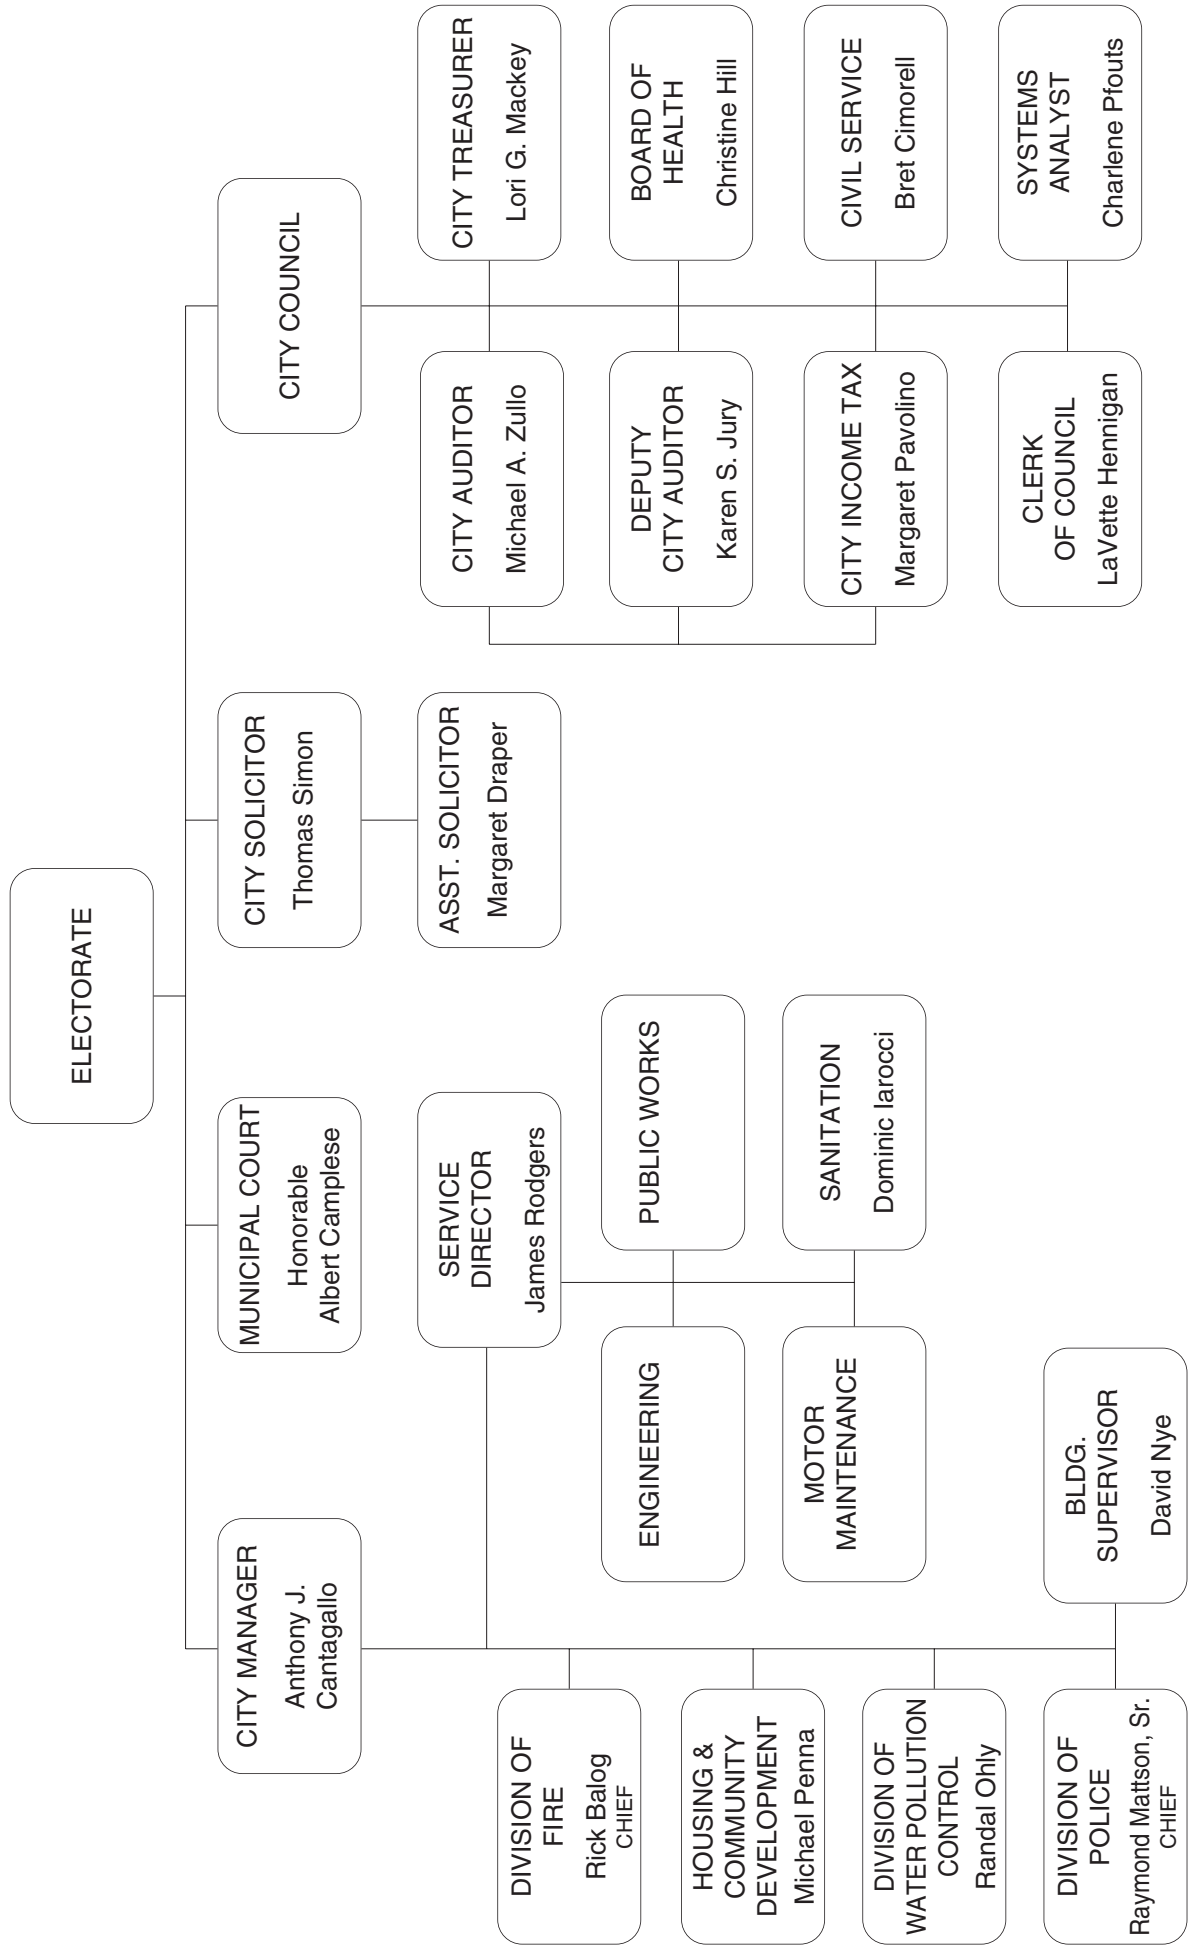 ELECTORATE
CITY MANAGER
Anthony J.
Cantagallo
MUNICIPAL COURT
Honorable
Albert Camplese
CITY SOLICITOR
Thomas Simon
CITY COUNCIL
DIVISION OF
FIRE
Rick Balog
CHIEF
HOUSING &
COMMUNITY
DEVELOPMENT
Michael Penna
DIVISION OF
WATER POLLUTION
CONTROL
Randal Ohly
DIVISION OF
POLICE
Raymond Mattson, Sr.
CHIEF
BLDG.
SUPERVISOR
David Nye
SERVICE
DIRECTOR
James Rodgers
ENGINEERING
PUBLIC WORKS
MOTOR
MAINTENANCE
SANITATION
Dominic Iarocci
ASST. SOLICITOR
Margaret Draper
CITY AUDITOR
Michael A. Zullo
CITY TREASURER
Lori G. Mackey
DEPUTY
CITY AUDITOR
Karen S. Jury
BOARD OF
HEALTH
Christine Hill
CITY INCOME TAX
Margaret Pavolino
CIVIL SERVICE
Bret Cimorell
CLERK
OF COUNCIL
LaVette Hennigan
SYSTEMS
ANALYST
Charlene Pfouts